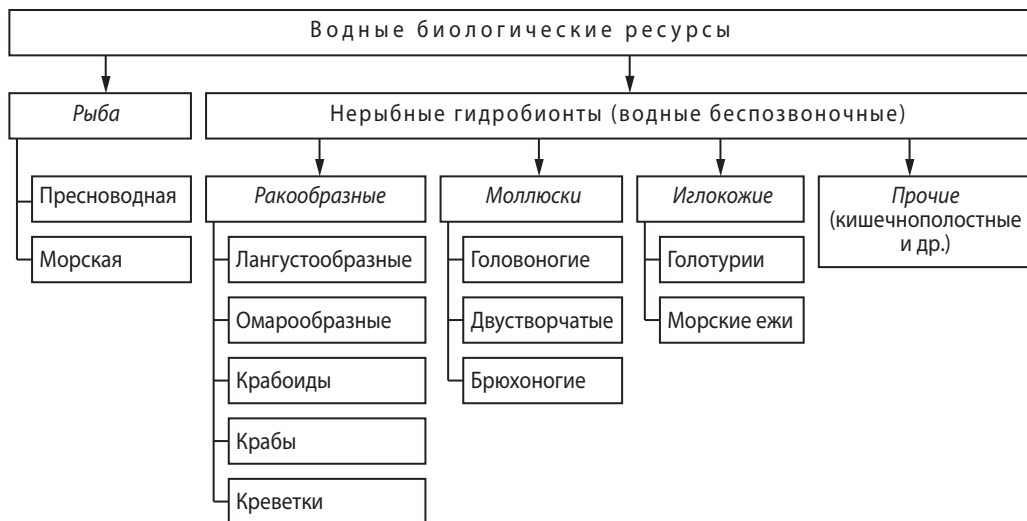 Водные биологические ресурсы
Рыба
Нерыбные гидробионты (водные беспозвоночные)
Пресноводная
Морская
Ракообразные
Лангустообразные
Омарообразные
Крабоиды
Крабы
Креветки
Моллюски
Головоногие
Двустворчатые
Брюхоногие
Иглокожие
Голотурии
Морские ежи
Прочие
(кишечнополостные
и др.)